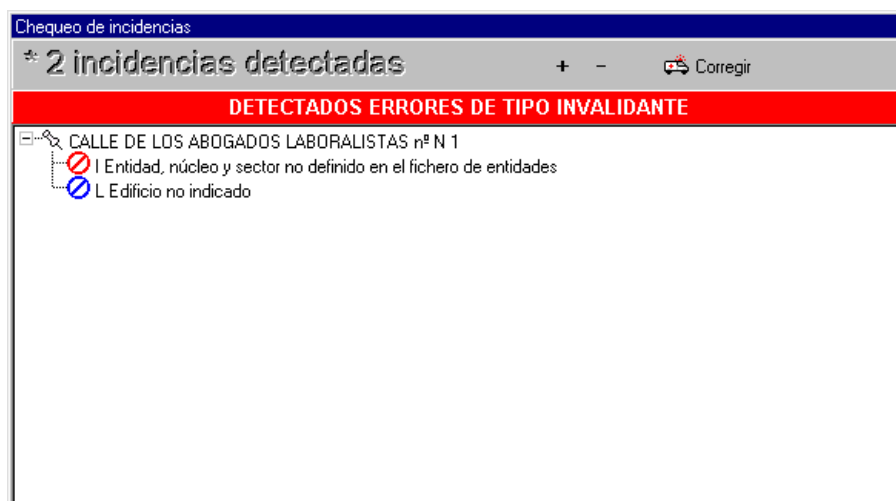 Chequeo de incidencias
* 2 incidencias detectadas + - Corregir
DETECTADOS ERRORES DE TIPO INVALIDANTE
CALLE DE LOS ABOGADOS LABORALISTAS nº N 1
I Entidad, núcleo y sector no definido en el fichero de entidades
L Edificio no indicado